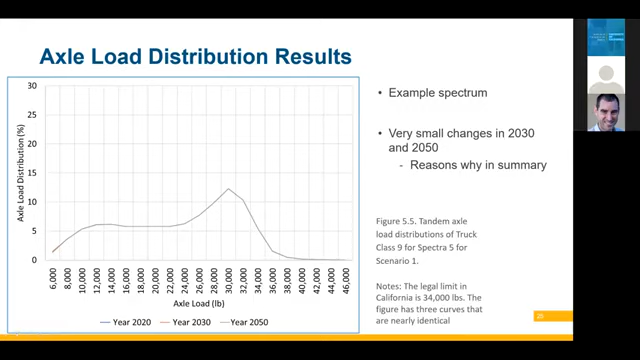 Axle Load Distribution Results
30
25
20
15
10
5
0
Axle Load Distribution (%)
6,000
8,000
10,000
12,000
14,000
16,000
18,000
20,000
22,000
24,000
26,000
28,000
30,000
32,000
34,000
36,000
38,000
40,000
42,000
44,000
46,000
Axle Load (lb)
Year 2020 Year 2030 Year 2050
• Example spectrum
• Very small changes in 2030
and 2050
- Reasons why in summary
Figure 5.5. Tandem axle
load distributions of Truck
Class 9 for Spectra 5 for
Scenario 1.
Notes: The legal limit in
California is 34,000 lbs. The
figure has three curves that
are nearly identical
20